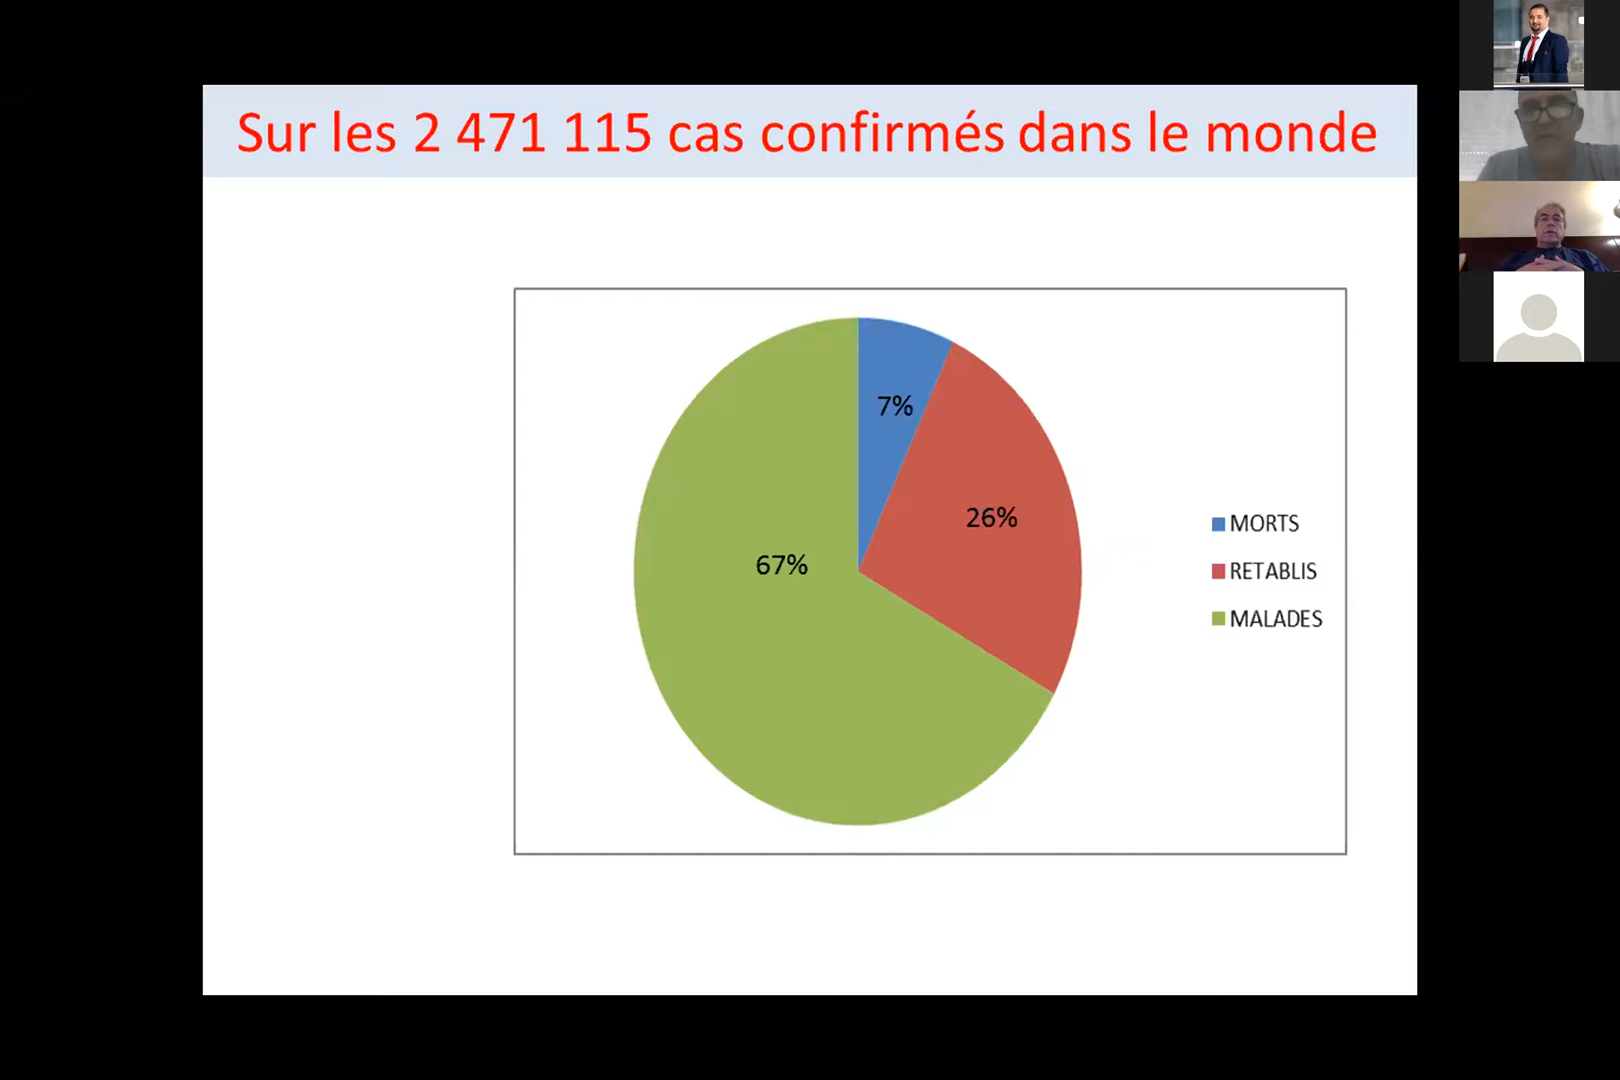 Sur les 2 471 115 cas confirmés dans le monde
7%
26%
67%
MORTS
RETABLIS
MALADES